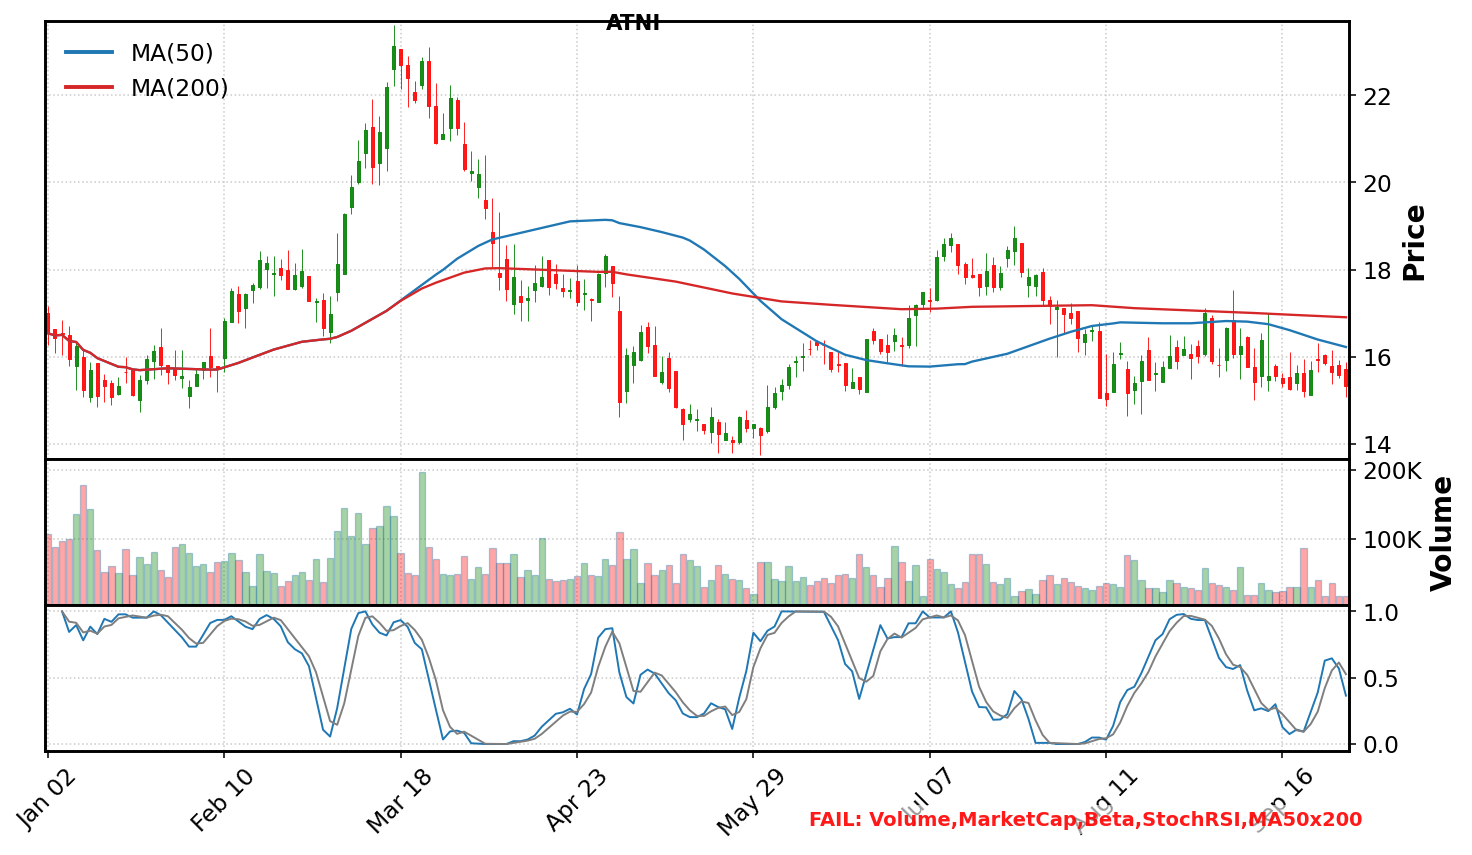 ATNI
MA(50)
MA(200)
22
20
18
16
14
Price
200K
100K
Volume
1.0
0.5
0.0
Jan 02
Feb 10
Mar 18
Apr 23
May 29
Jul 07
Aug 11
Sep 16
FAIL: Volume,MarketCap,Beta,StochRSI,MA50x200